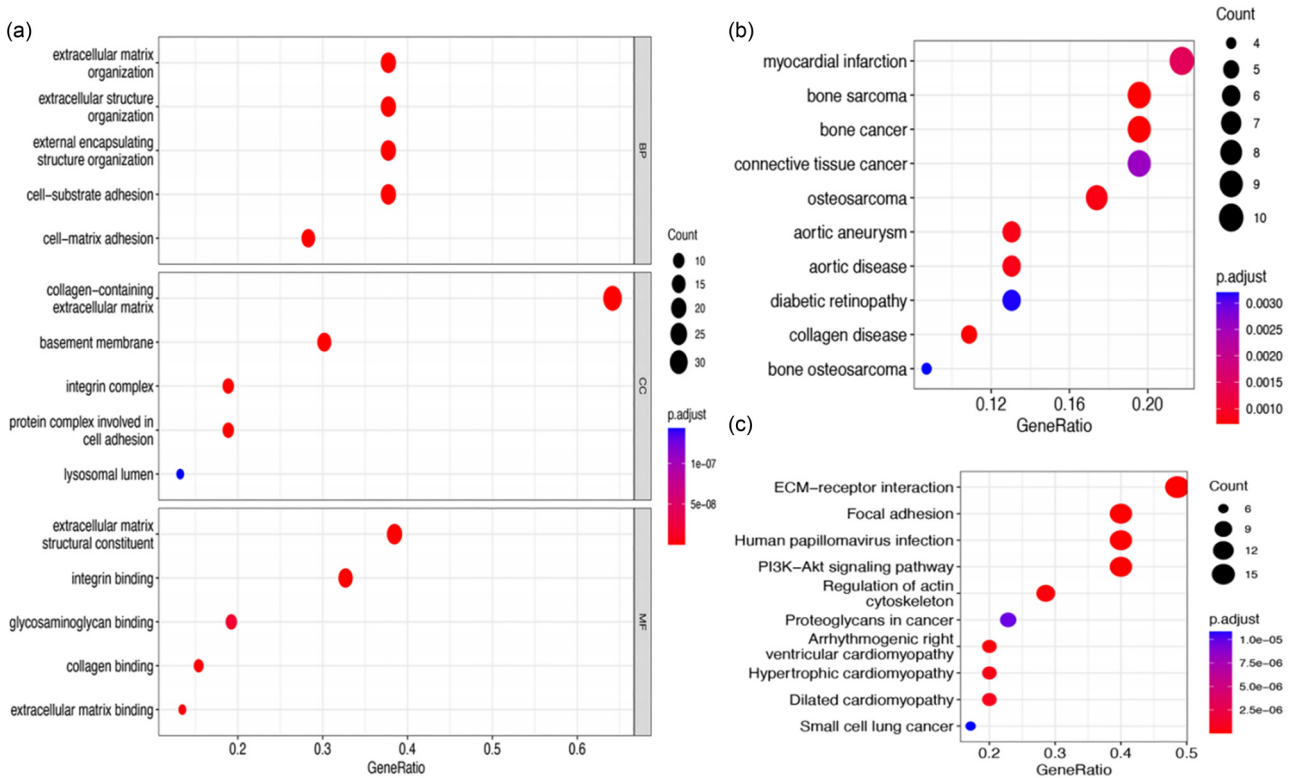 (a)
extracellular matrix
organization
extracellular structure
organization
external encapsulating
structure organization
cell-substrate adhesion
cell-matrix adhesion
BP
collagen-containing
extracellular matrix
basement membrane
integrin complex
protein complex involved in
cell adhesion
lysosomal lumen
CC
extracellular matrix
structural constituent
integrin binding
glycosaminoglycan binding
collagen binding
extracellular matrix binding
MF
0.2 0.3 0.4 0.5 0.6
GeneRatio
Count
10
15
20
25
30
p.adjust
1e-07
5e-08
(b)
myocardial infarction
bone sarcoma
bone cancer
connective tissue cancer
osteosarcoma
aortic aneurysm
aortic disease
diabetic retinopathy
collagen disease
bone osteosarcoma
0.12 0.16 0.20
GeneRatio
Count
4
5
6
7
8
9
10
p.adjust
0.0030
0.0025
0.0020
0.0015
0.0010
(c)
ECM-receptor interaction
Focal adhesion
Human papillomavirus infection
PI3K-Akt signaling pathway
Regulation of actin
cytoskeleton
Proteoglycans in cancer
Arrhythmogenic right
ventricular cardiomyopathy
Hypertrophic cardiomyopathy
Dilated cardiomyopathy
Small cell lung cancer
0.2 0.3 0.4 0.5
GeneRatio
Count
6
9
12
15
p.adjust
1.0e-05
7.5e-06
5.0e-06
2.5e-06